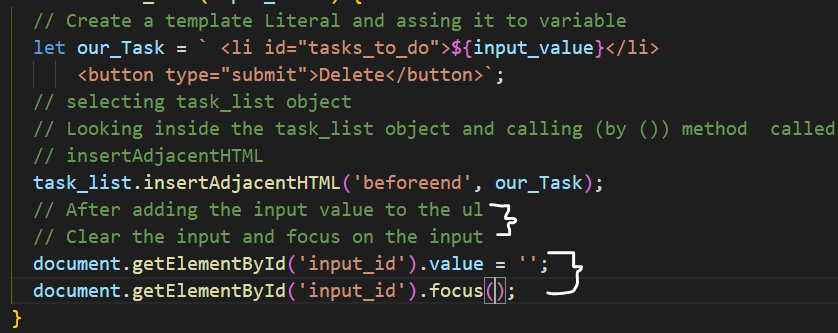 // Create a template Literal and assing it to variable
let our_Task = ` <li id="tasks_to_do">${input_value}</li>
<button type="submit">Delete</button>`;
// selecting task_list object
// Looking inside the task_list object and calling (by ()) method  called
// insertAdjacentHTML
task_list.insertAdjacentHTML('beforeend', our_Task);
// After adding the input value to the ul
// Clear the input and focus on the input
document.getElementById('input_id').value = '';
document.getElementById('input_id').focus();
}